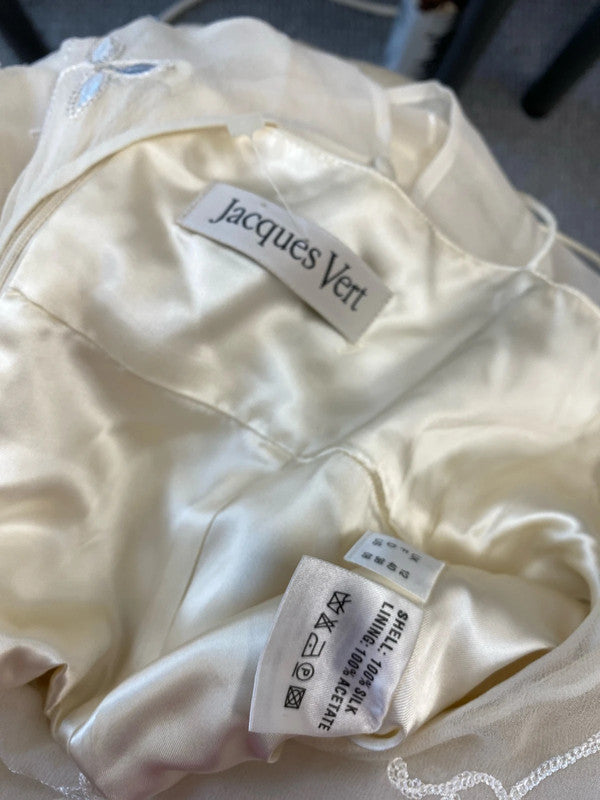 Jacques Vert
SHELL: 100% SILK
LINING: 100% ACETATE
P